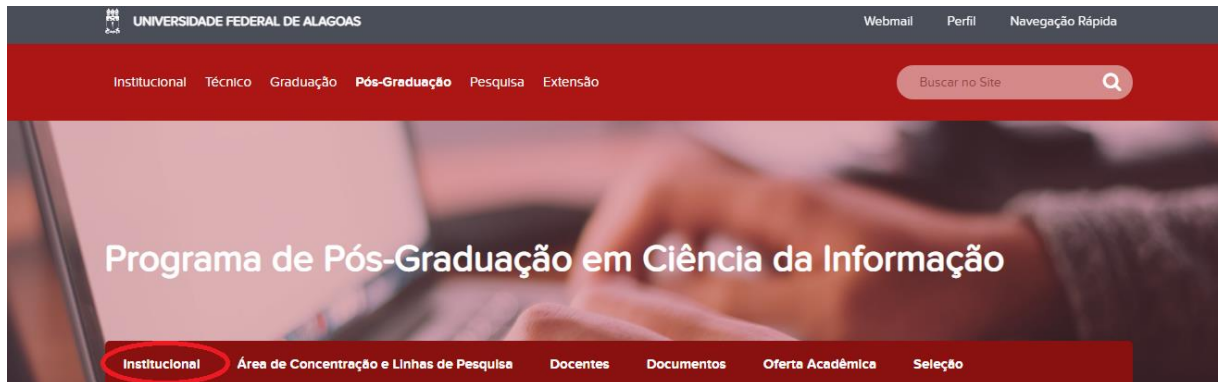 UNIVERSIDADE FEDERAL DE ALAGOAS Webmail Perfil Navegação Rápida
Institucional Técnico Graduação Pós-Graduação Pesquisa Extensão Buscar no Site
Programa de Pós-Graduação em Ciência da Informação
Institucional Área de Concentração e Linhas de Pesquisa Docentes Documentos Oferta Acadêmica Seleção